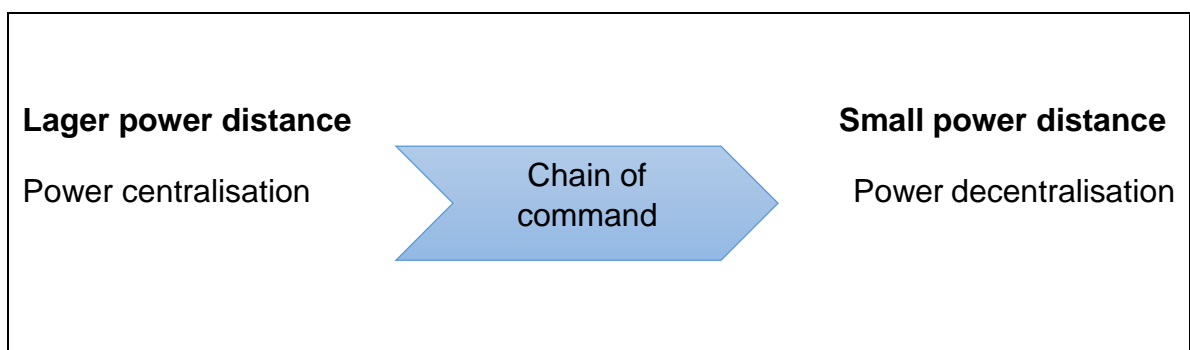 Lager power distance
Small power distance
Power centralisation
Chain of
command
Power decentralisation